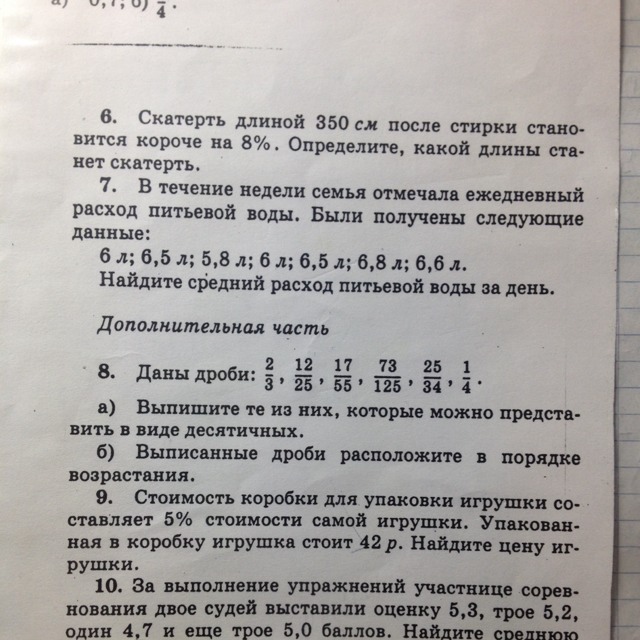 а) 0,7; б) 1/4.
6. Скатерть длиной 350 см после стирки стано-
вится короче на 8%. Определите, какой длины ста-
нет скатерть.
7. В течение недели семья отмечала ежедневный
расход питьевой воды. Были получены следующие
данные:
6 л; 6,5 л; 5,8 л; 6 л; 6,5 л; 6,8 л; 6,6 л.
Найдите средний расход питьевой воды за день.
Дополнительная часть
8. Даны дроби: 2/3, 12/25, 17/55, 73/125, 25/34, 1/4.
а) Выпишите те из них, которые можно предста-
вить в виде десятичных.
б) Выписанные дроби расположите в порядке
возрастания.
9. Стоимость коробки для упаковки игрушки со-
ставляет 5% стоимости самой игрушки. Упакован-
ная в коробку игрушка стоит 42 р. Найдите цену иг-
рушки.
10. За выполнение упражнений участнице сорев-
нования двое судей выставили оценку 5,3, трое 5,2,
один 4,7 и еще трое 5,0 баллов. Найдите среднюю